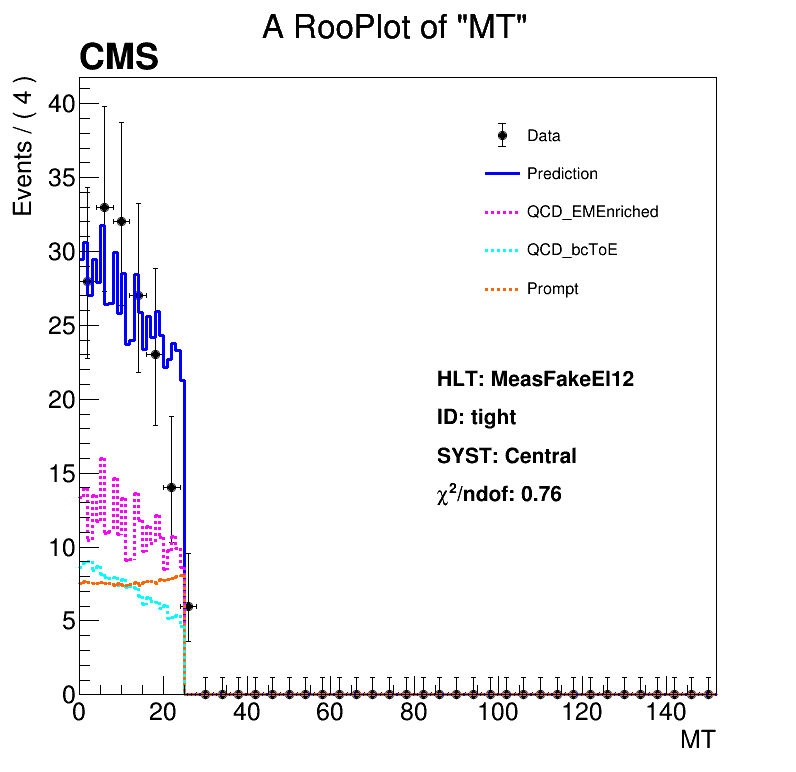 A RooPlot of "MT"
CMS
Events / ( 4 )
40
35
30
25
20
15
10
5
0
Data
Prediction
QCD_EMEnriched
QCD_bcToE
Prompt
HLT: MeasFakeEl12
ID: tight
SYST: Central
χ²/ndof: 0.76
0 20 40 60 80 100 120 140
MT